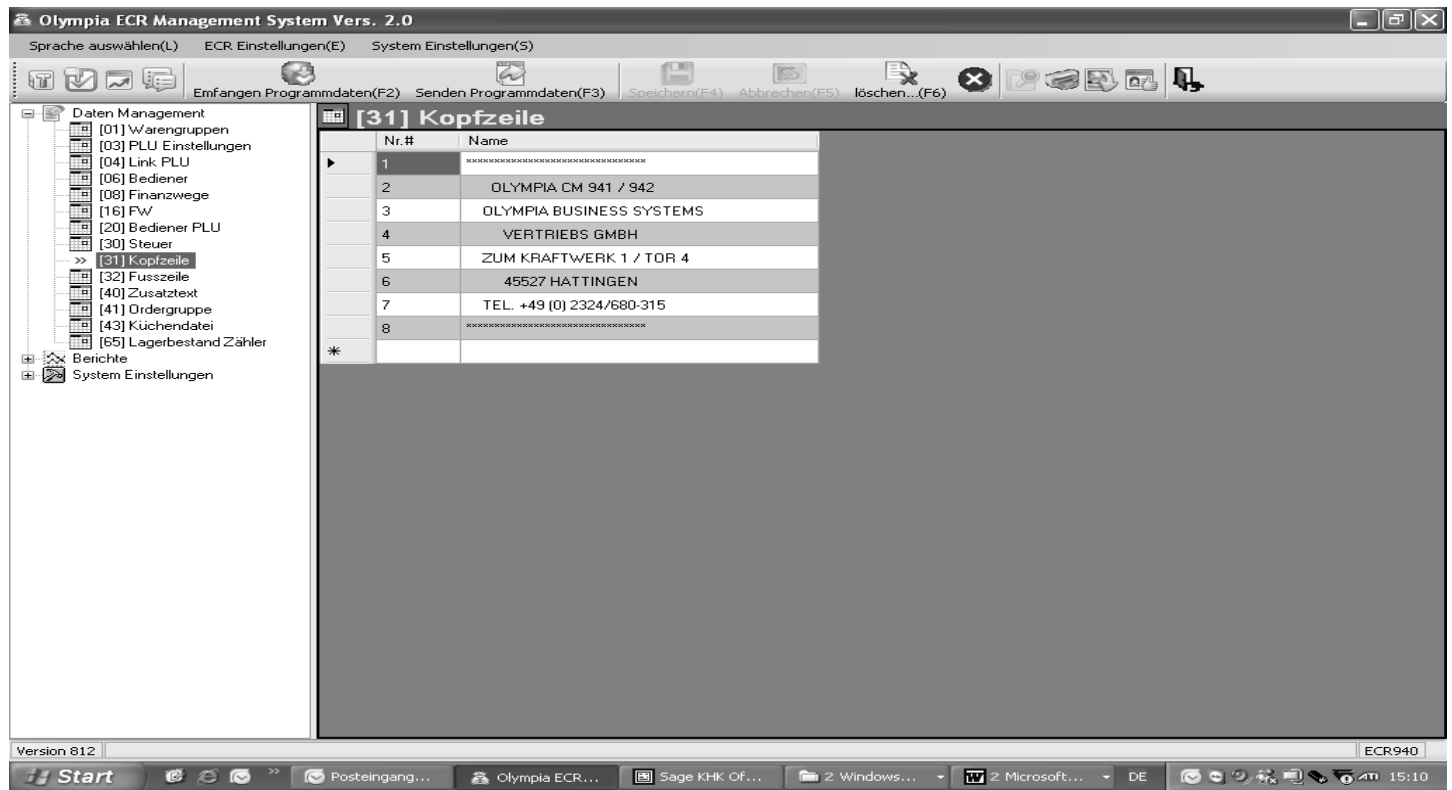 Olympia ECR Management System Vers. 2.0
Sprache auswählen(L) ECR Einstellungen(E) System Einstellungen(S)
Emfangen Programmdaten(F2) Senden Programmdaten(F3) Speichern(F4) Abbrechen(F5) löschen...(F6)
Daten Management
[01] Warengruppen
[03] PLU Einstellungen
[04] Link PLU
[06] Bediener
[08] Finanzwege
[16] FW
[20] Bediener PLU
[30] Steuer
>> [31] Kopfzeile
[32] Fusszeile
[40] Zusatztext
[41] Ordergruppe
[43] Küchendatei
[65] Lagerbestand Zähler
Berichte
System Einstellungen
[31] Kopfzeile
Nr.# Name
1 ********************************
2 OLYMPIA CM 941 / 942
3 OLYMPIA BUSINESS SYSTEMS
4 VERTRIEBS GMBH
5 ZUM KRAFTWERK 1 / TOR 4
6 45527 HATTINGEN
7 TEL. +49 (0) 2324/680-315
8 ********************************
*
Version 812 ECR940
Start » Posteingang... Olympia ECR... Sage KHK Of... 2 Windows... 2 Microsoft... DE ATI 15:10